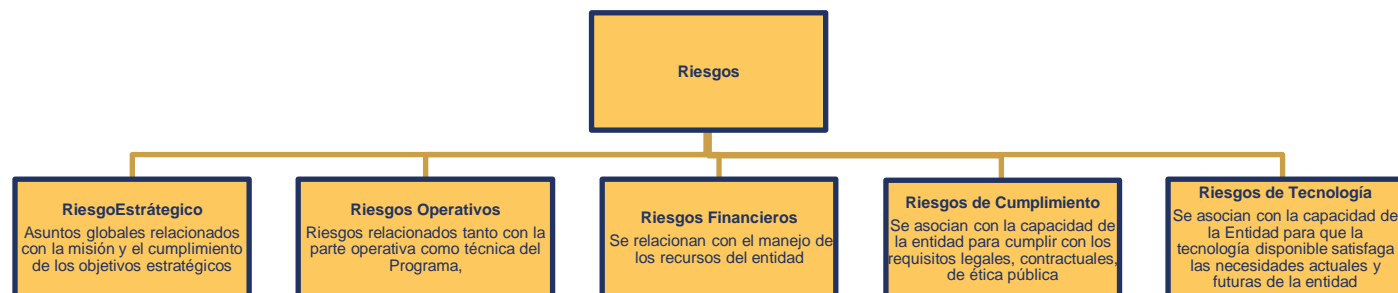 Riesgos
RiesgoEstrátegico
Asuntos globales relacionados
con la misión y el cumplimiento
de los objetivos estratégicos
Riesgos Operativos
Riesgos relacionados tanto con la
parte operativa como técnica del
Programa,
Riesgos Financieros
Se relacionan con el manejo de
los recursos del entidad
Riesgos de Cumplimiento
Se asocian con la capacidad de
la entidad para cumplir con los
requisitos legales, contractuales,
de ética pública
Riesgos de Tecnología
Se asocian con la capacidad de
la Entidad para que la
tecnología disponible satisfaga
las necesidades actuales y
futuras de la entidad